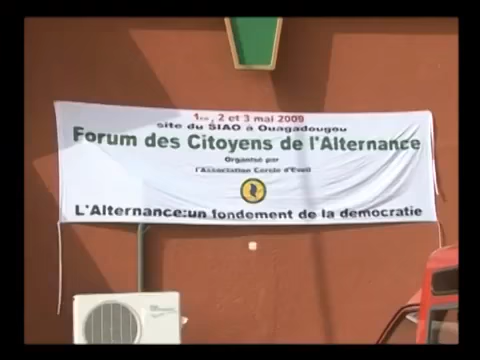 1er, 2 et 3 mai 2009
site du SIAO à Ouagadougou
Forum des Citoyens de l'Alternance
Organisé par
l'Association Cercle d'Eveil
L'Alternance:un fondement de la démocratie